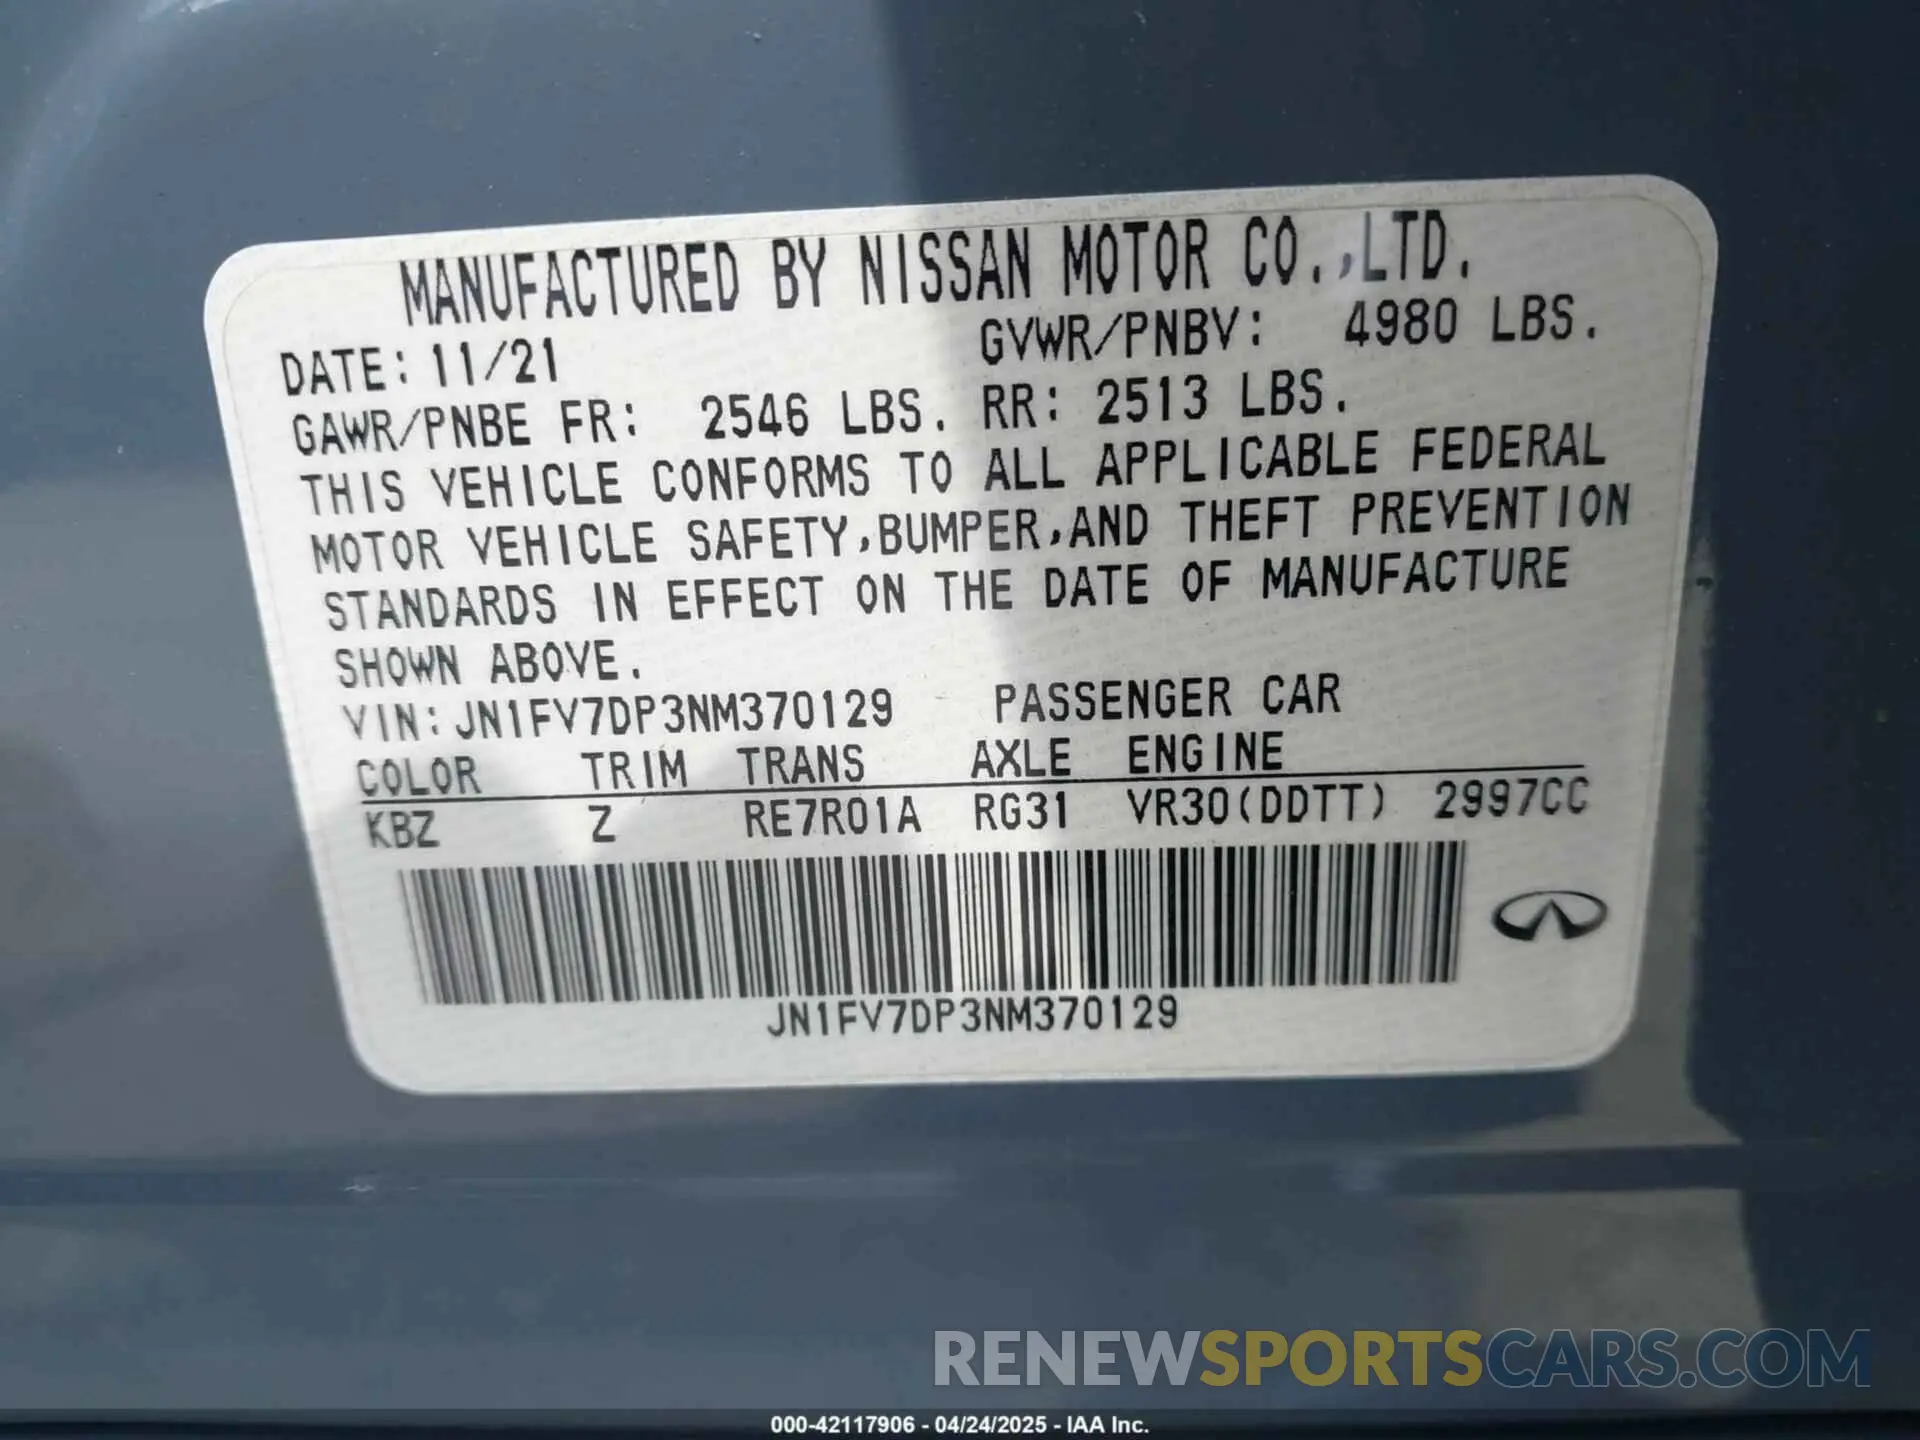 MANUFACTURED BY NISSAN MOTOR CO.,LTD.
DATE: 11/21 GVWR/PNBV: 4980 LBS.
GAWR/PNBE FR: 2546 LBS. RR: 2513 LBS.
THIS VEHICLE CONFORMS TO ALL APPLICABLE FEDERAL
MOTOR VEHICLE SAFETY,BUMPER,AND THEFT PREVENTION
STANDARDS IN EFFECT ON THE DATE OF MANUFACTURE
SHOWN ABOVE.
VIN: JN1FV7DP3NM370129 PASSENGER CAR
COLOR TRIM TRANS AXLE ENGINE
KBZ Z RE7R01A RG31 VR30(DDTT) 2997CC
JN1FV7DP3NM370129
RENEWSPORTSCARS.COM
000-42117906 - 04/24/2025 - IAA Inc.